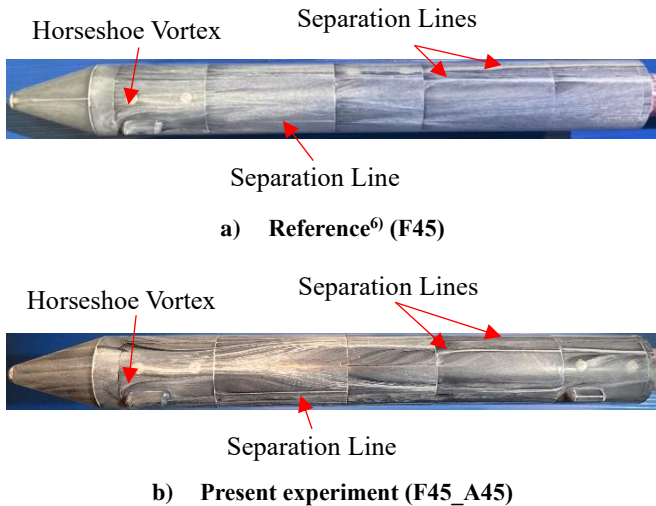 Separation Lines
Horseshoe Vortex
Separation Line
a) Reference⁶⁾ (F45)
Separation Lines
Horseshoe Vortex
Separation Line
b) Present experiment (F45_A45)